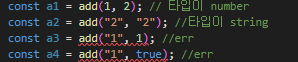 const a1 = add(1, 2); // 타입이 number
const a2 = add("2", "2"); //타입이 string
const a3 = add("1", 1); //err
const a4 = add("1", true); //err